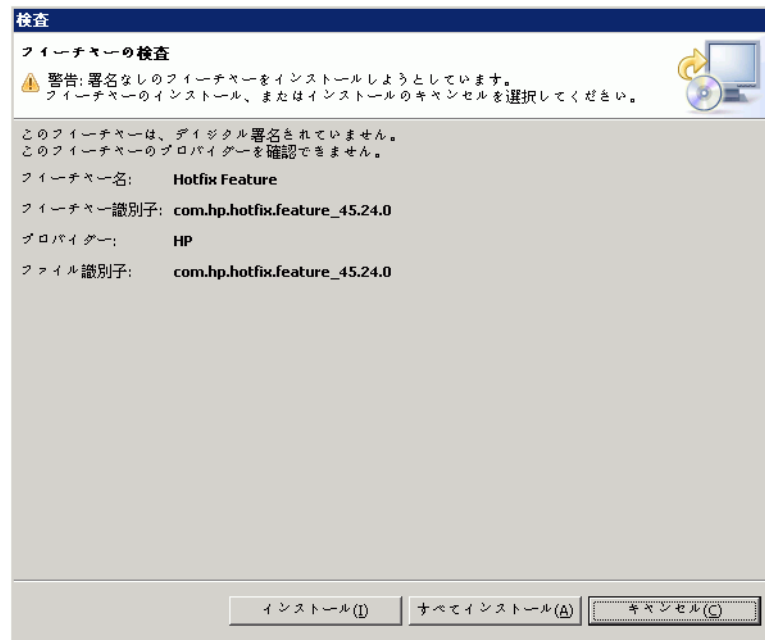 検査
フィーチャーの検査
警告: 署名なしのフィーチャーをインストールしようとしています。
フィーチャーのインストール、またはインストールのキャンセルを選択してください。
このフィーチャーは、ディジタル署名されていません。
このフィーチャーのプロバイダーを確認できません。
フィーチャー名: Hotfix Feature
フィーチャー識別子: com.hp.hotfix.feature_45.24.0
プロバイダー: HP
ファイル識別子: com.hp.hotfix.feature_45.24.0
インストール(I) すべてインストール(A) キャンセル(C)